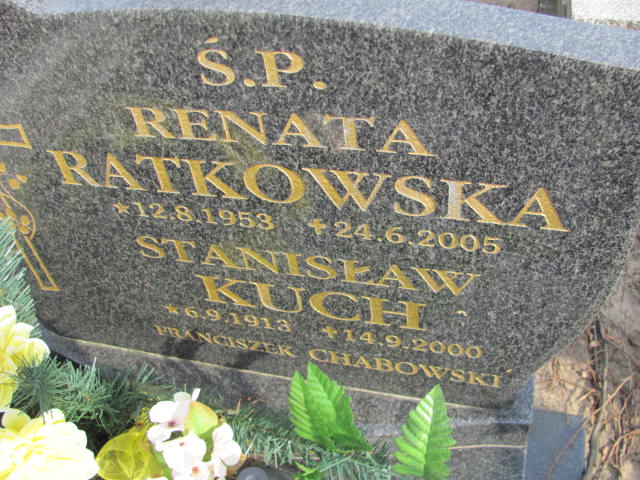 Ś.P.
RENATA
RATKOWSKA
*12.8.1953 +24.6.2005
STANISŁAW
KUCH
*6.9.1913 +14.9.2000
FRANCISZEK CHABOWSKI